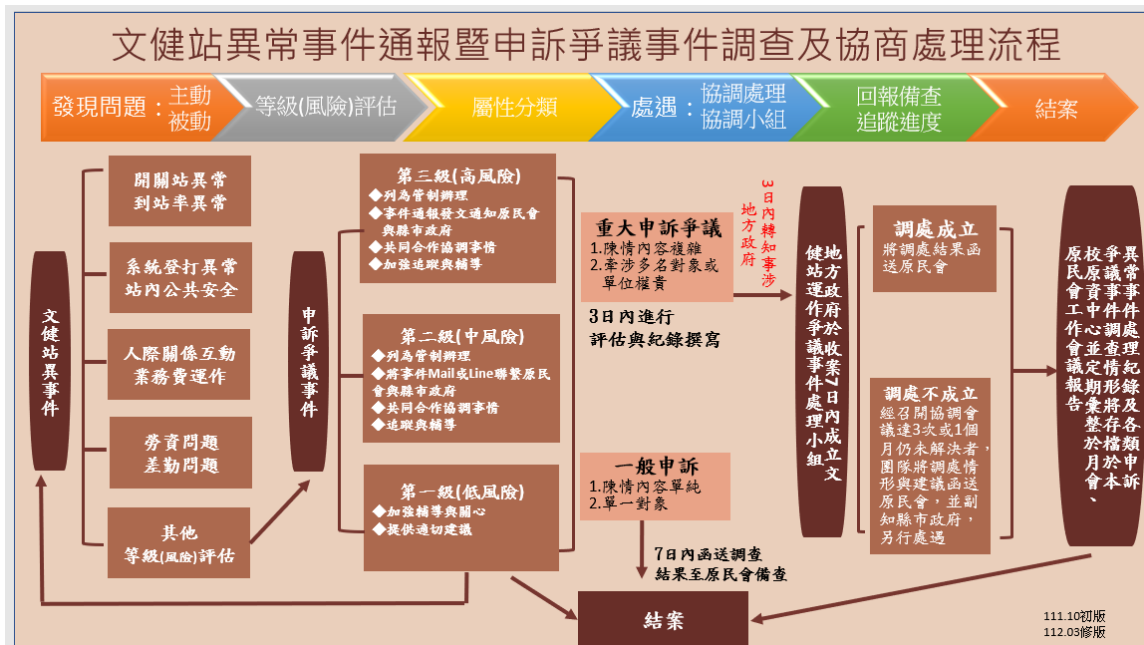 文健站異常事件通報暨申訴爭議事件調查及協商處理流程
發現問題：主動
被動
等級(風險)評估
屬性分類
處遇：協調處理
協調小組
回報備查
追蹤進度
結案
文健站異事件
開關站異常
到站率異常
系統登打異常
站內公共安全
人際關係互動
業務費運作
勞資問題
差勤問題
其他
等級(風險)評估
申訴爭議事件
第三級(高風險)
◆列為管制辦理
◆事件通報發文通知原民會
與縣市政府
◆共同合作協調事情
◆加強追蹤與輔導
第二級(中風險)
◆列為管制辦理
◆將事件Mail或Line聯繫原民
會與縣市政府
◆共同合作協調事情
◆追蹤與輔導
第一級(低風險)
◆加強輔導與關心
◆提供適切建議
重大申訴爭議
1.陳情內容複雜
2.牽涉多名對象或
單位權責
3日內進行
評估與紀錄撰寫
3日內轉知事涉
地方政府
一般申訴
1.陳情內容單純
2.單一對象
7日內函送調查
結果至原民會備查
結案
地方政府於收案7日內成立文
健站運作爭議事件處理小組
調處成立
將調處結果函
送原民會
調處不成立
經召開協調會
議達3次或1個
月仍未解決者，
團隊將調處情
形與建議函送
原民會，並副
知縣市政府，
另行處遇
異常事件處理紀錄及各類申訴
爭議事件調查情形將存檔於本
校原資中心並定期彙整於月會、
原民會工作會議報告
111.10初版
112.03修版